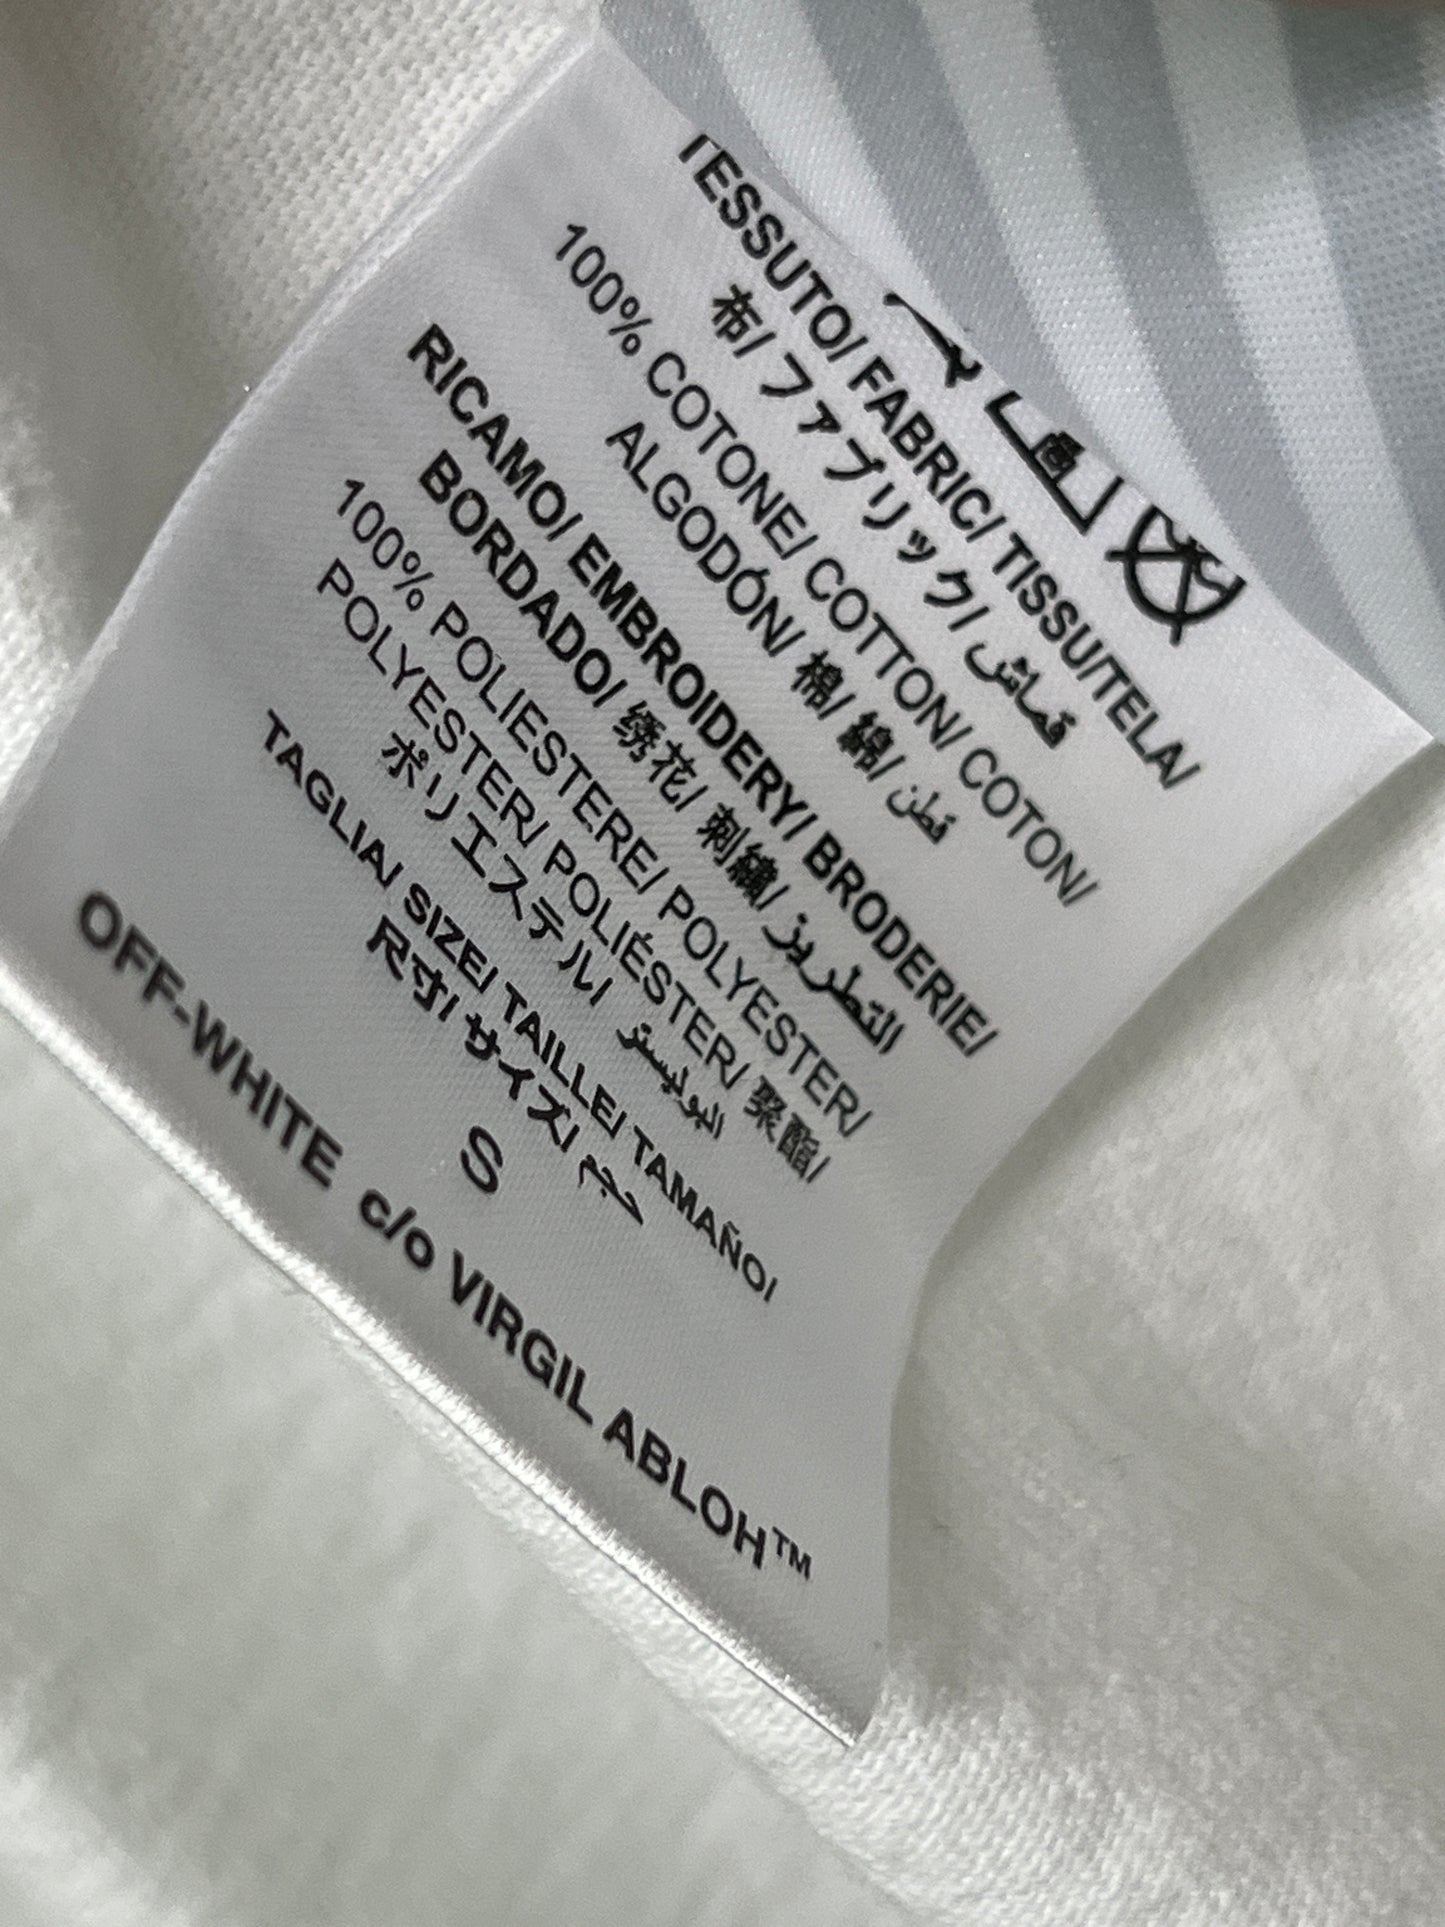 TESSUTO/ FABRIC/ TISSU/TELA/
布/ ファブリック/ قماش
100% COTONE/ COTTON/ COTON/
ALGODÓN/ 棉/ 綿/ قطن
RICAMO/ EMBROIDERY/ BRODERIE/
BORDADO/ 绣花/ 刺繍/ التطريز
100% POLIESTERE/ POLYESTER/
POLYESTER/ POLIÉSTER/ 聚酯/
ポリエステル/ البوليستر
TAGLIA/ SIZE/ TAILLE/ TAMAÑO/
尺寸/ サイズ/ حجم
S
OFF-WHITE c/o VIRGIL ABLOH™